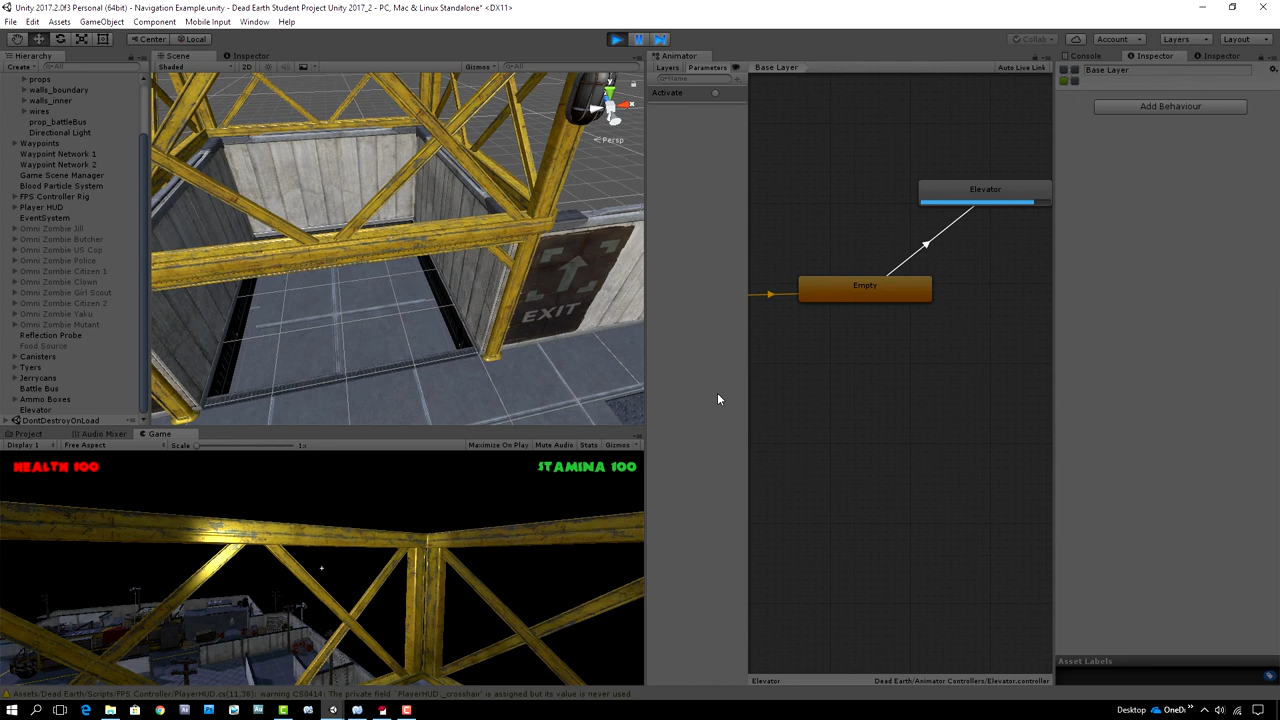 Unity 2017.2.0f3 Personal (64bit) - Navigation Example.unity - Dead Earth Student Project Unity 2017_2 - PC, Mac & Linux Standalone* <DX11>
File Edit Assets GameObject Component Mobile Input Window Help
Center Local Collab Account Layers Layout
Hierarchy Scene Inspector Animator Console Inspector Inspector
Create All Shaded 2D Gizmos All Layers Parameters Base Layer Auto Live Link Base Layer
Name
props
walls_boundary
walls_inner
wires
prop_battleBus
Directional Light
Waypoints
Waypoint Network 1
Waypoint Network 2
Game Scene Manager
Blood Particle System
FPS Controller Rig
Player HUD
EventSystem
Omni Zombie Jill
Omni Zombie Butcher
Omni Zombie US Cop
Omni Zombie Police
Omni Zombie Citizen 1
Omni Zombie Clown
Omni Zombie Girl Scout
Omni Zombie Citizen 2
Omni Zombie Yaku
Omni Zombie Mutant
Reflection Probe
Food Source
Canisters
Tyers
Jerrycans
Battle Bus
Ammo Boxes
Elevator
DontDestroyOnLoad
y
x
Persp
EXIT
Activate
Elevator
Empty
Add Behaviour
Project Audio Mixer Game
Display 1 Free Aspect Scale 1x Maximize On Play Mute Audio Stats Gizmos
HEALTH 100 STAMINA 100
Asset Labels
Elevator Dead Earth/Animator Controllers/Elevator.controller
Assets/Dead Earth/Scripts/FPS Controller/PlayerHUD.cs(11,36): warning CS0414: The private field `PlayerHUD._crosshair' is assigned but its value is never used
Desktop OneDr